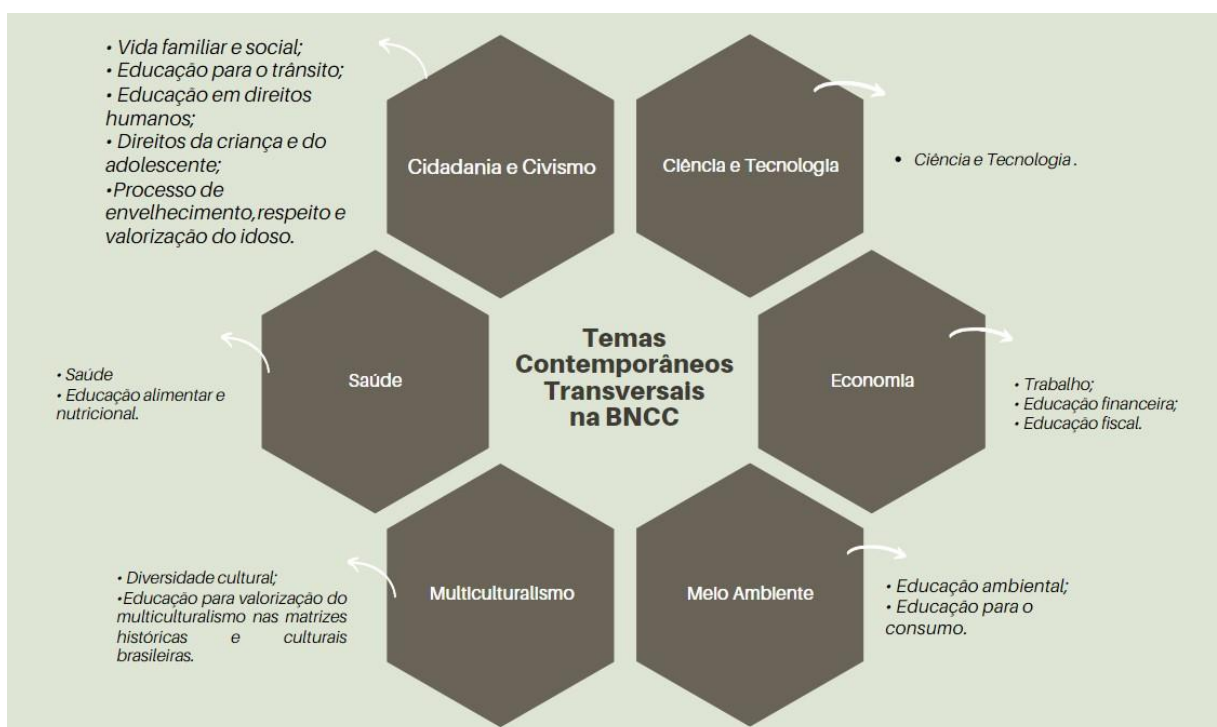 • Vida familiar e social;
• Educação para o trânsito;
• Educação em direitos
humanos;
• Direitos da criança e do
adolescente;
•Processo de
envelhecimento,respeito e
valorização do idoso.
Cidadania e Civismo
Ciência e Tecnologia
• Ciência e Tecnologia .
• Saúde
• Educação alimentar e
nutricional.
Saúde
Temas
Contemporâneos
Transversais
na BNCC
Economia
• Trabalho;
• Educação financeira;
• Educação fiscal.
• Diversidade cultural;
•Educação para valorização do
multiculturalismo nas matrizes
históricas e culturais
brasileiras.
Multiculturalismo
Meio Ambiente
• Educação ambiental;
• Educação para o
consumo.